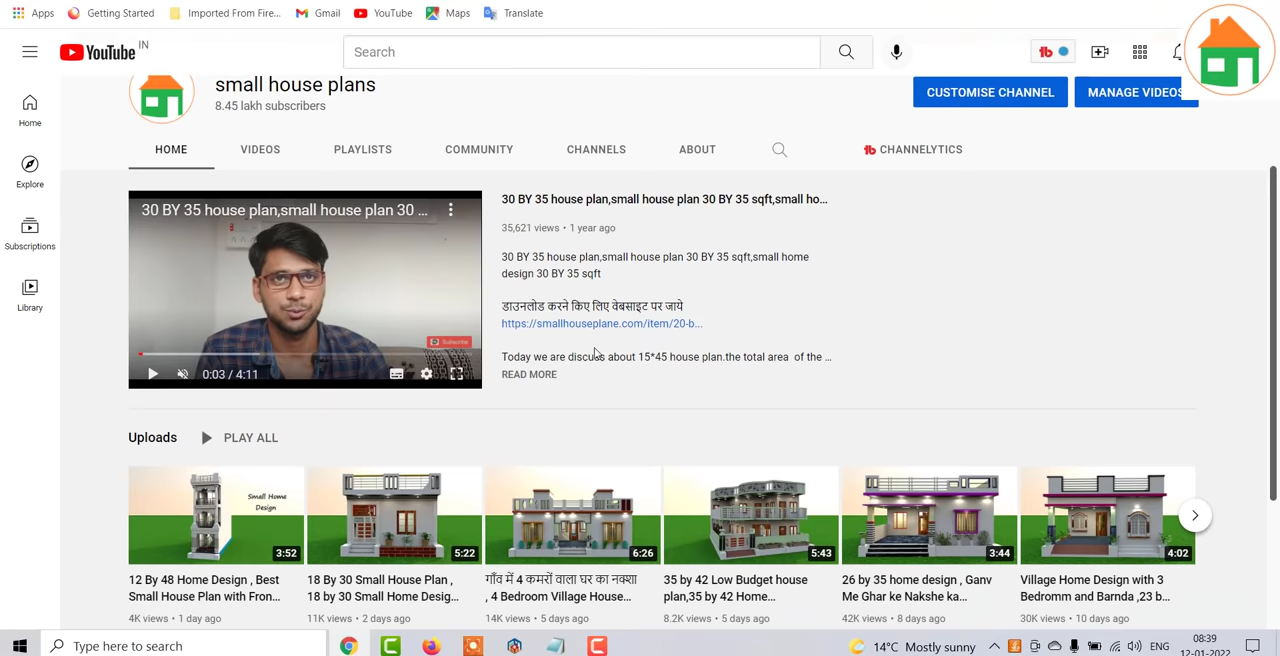 Apps Getting Started Imported From Fire... Gmail YouTube Maps Translate
YouTube IN
Search
tb
small house plans
8.45 lakh subscribers
CUSTOMISE CHANNEL
MANAGE VIDEOS
Home
Explore
Subscriptions
Library
HOME VIDEOS PLAYLISTS COMMUNITY CHANNELS ABOUT tb CHANNELYTICS
30 BY 35 house plan,small house plan 30 ...
Subscribe
0:03 / 4:11
30 BY 35 house plan,small house plan 30 BY 35 sqft,small ho...
35,621 views • 1 year ago
30 BY 35 house plan,small house plan 30 BY 35 sqft,small home
design 30 BY 35 sqft
डाउनलोड करने किए लिए वेबसाइट पर जाये
https://smallhouseplane.com/item/20-b...
Today we are discuss about 15*45 house plan.the total area of the ...
READ MORE
Uploads PLAY ALL
Small Home
Design
3:52
5:22
6:26
5:43
3:44
4:02
12 By 48 Home Design , Best
Small House Plan with Fron...
4K views • 1 day ago
18 By 30 Small House Plan ,
18 by 30 Small Home Desig...
11K views • 2 days ago
गाँव में 4 कमरों वाला घर का नक्शा
, 4 Bedroom Village House...
14K views • 5 days ago
35 by 42 Low Budget house
plan,35 by 42 Home...
8.2K views • 5 days ago
26 by 35 home design , Ganv
Me Ghar ke Nakshe ka...
42K views • 8 days ago
Village Home Design with 3
Bedromm and Barnda ,23 b...
30K views • 10 days ago
Type here to search
14°C Mostly sunny
ENG
08:39
12-01-2022